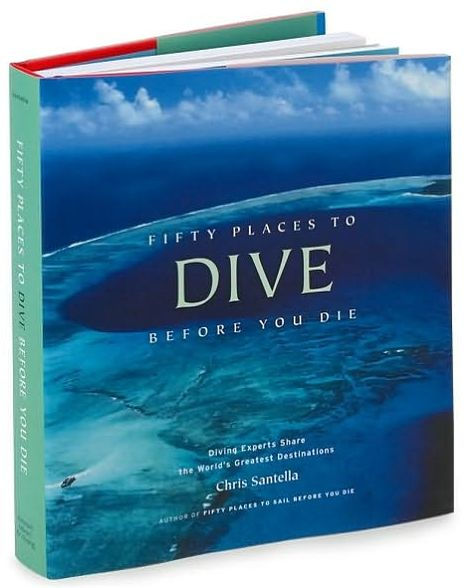 FIFTY PLACES TO
DIVE
BEFORE YOU DIE
Diving Experts Share
the World's Greatest Destinations
Chris Santella
AUTHOR OF FIFTY PLACES TO SAIL BEFORE YOU DIE
FIFTY PLACES TO DIVE BEFORE YOU DIE